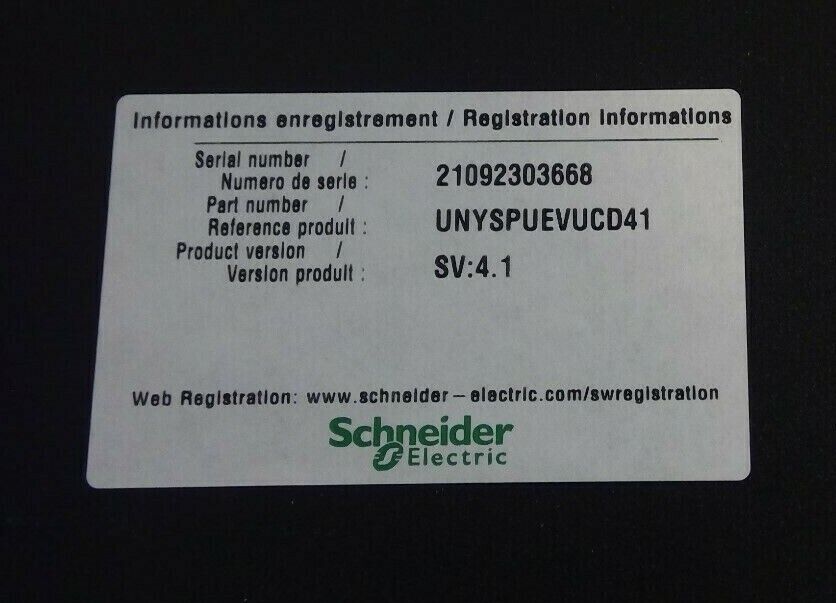 Informations enregistrement / Registration Informations
Serial number /
Numero de serie : 21092303668
Part number /
Reference produit : UNYSPUEVUCD41
Product version /
Version produit : SV:4.1
Web Registration: www.schneider-electric.com/swregistration
Schneider
Electric